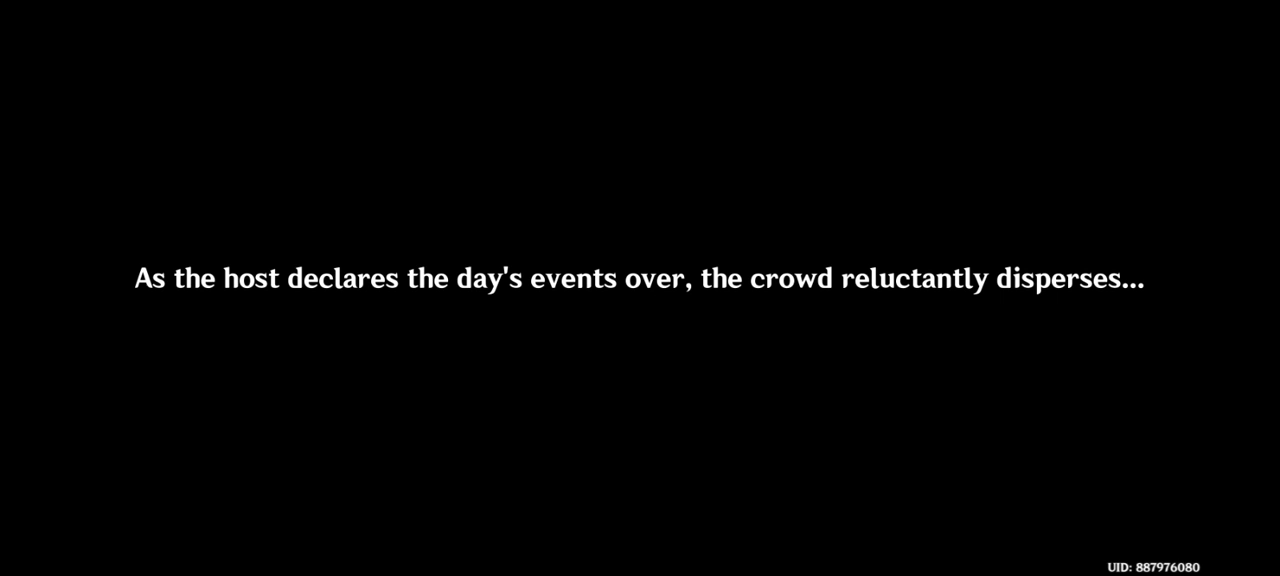 As the host declares the day's events over, the crowd reluctantly disperses...
UID: 887976080